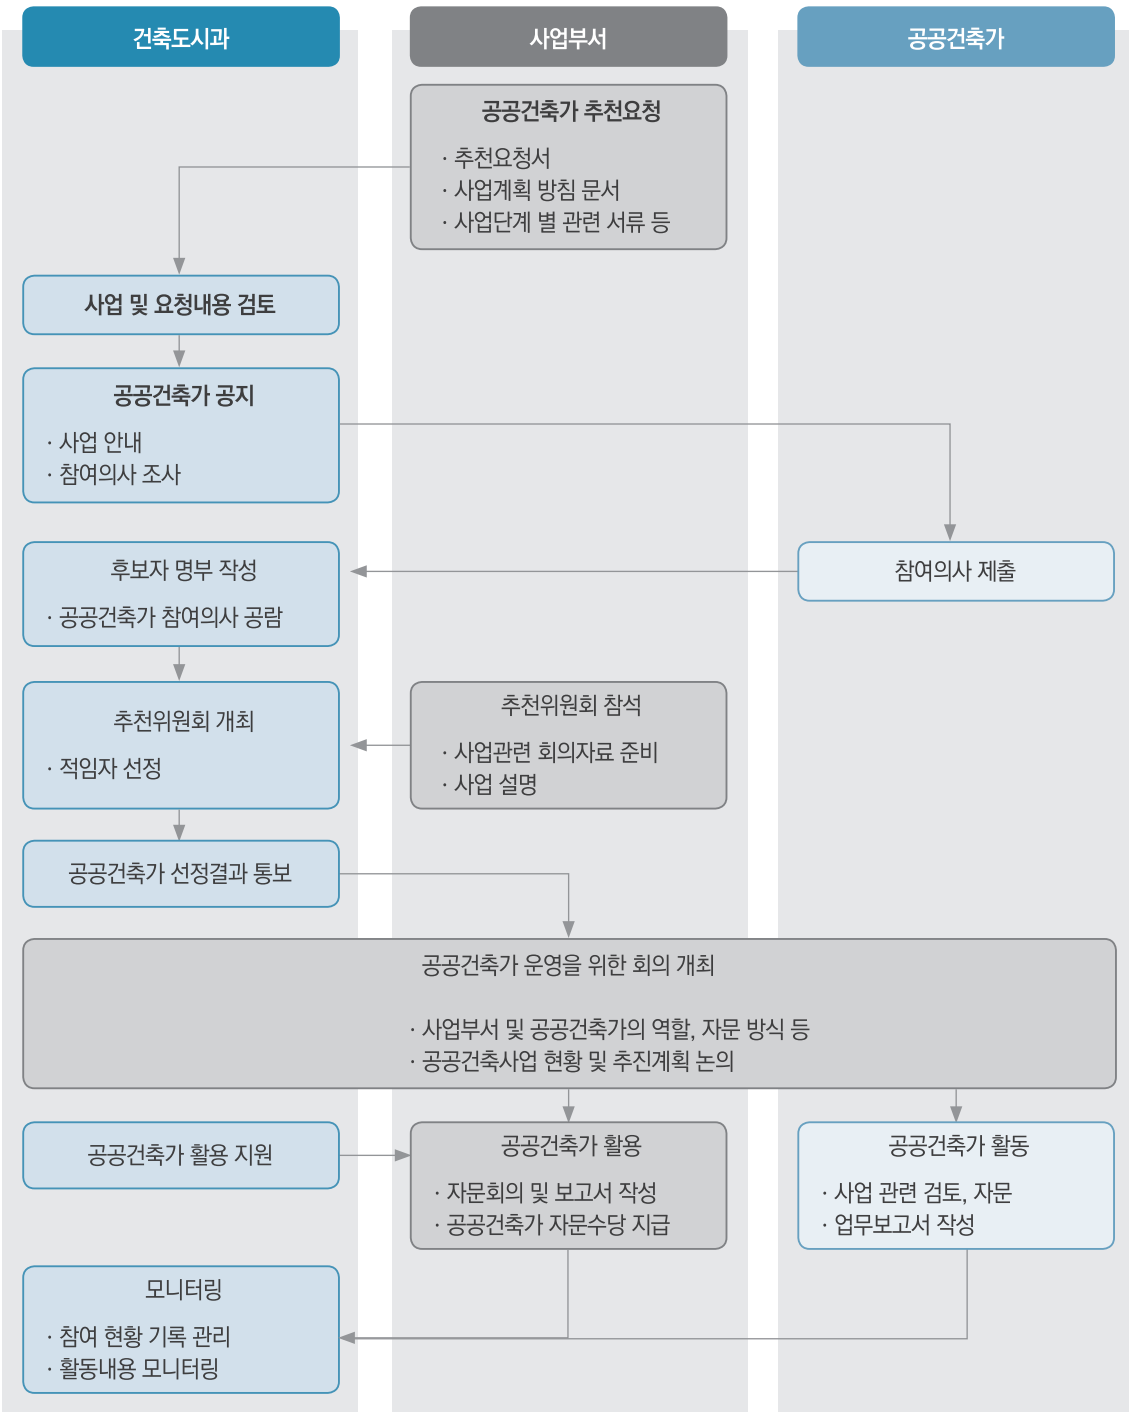 건축도시과
사업부서
공공건축가
공공건축가 추천요청
· 추천요청서
· 사업계획 방침 문서
· 사업단계 별 관련 서류 등
사업 및 요청내용 검토
공공건축가 공지
· 사업 안내
· 참여의사 조사
참여의사 제출
후보자 명부 작성
· 공공건축가 참여의사 공람
추천위원회 개최
· 적임자 선정
추천위원회 참석
· 사업관련 회의자료 준비
· 사업 설명
공공건축가 선정결과 통보
공공건축가 운영을 위한 회의 개최
· 사업부서 및 공공건축가의 역할, 자문 방식 등
· 공공건축사업 현황 및 추진계획 논의
공공건축가 활용 지원
공공건축가 활용
· 자문회의 및 보고서 작성
· 공공건축가 자문수당 지급
공공건축가 활동
· 사업 관련 검토, 자문
· 업무보고서 작성
모니터링
· 참여 현황 기록 관리
· 활동내용 모니터링